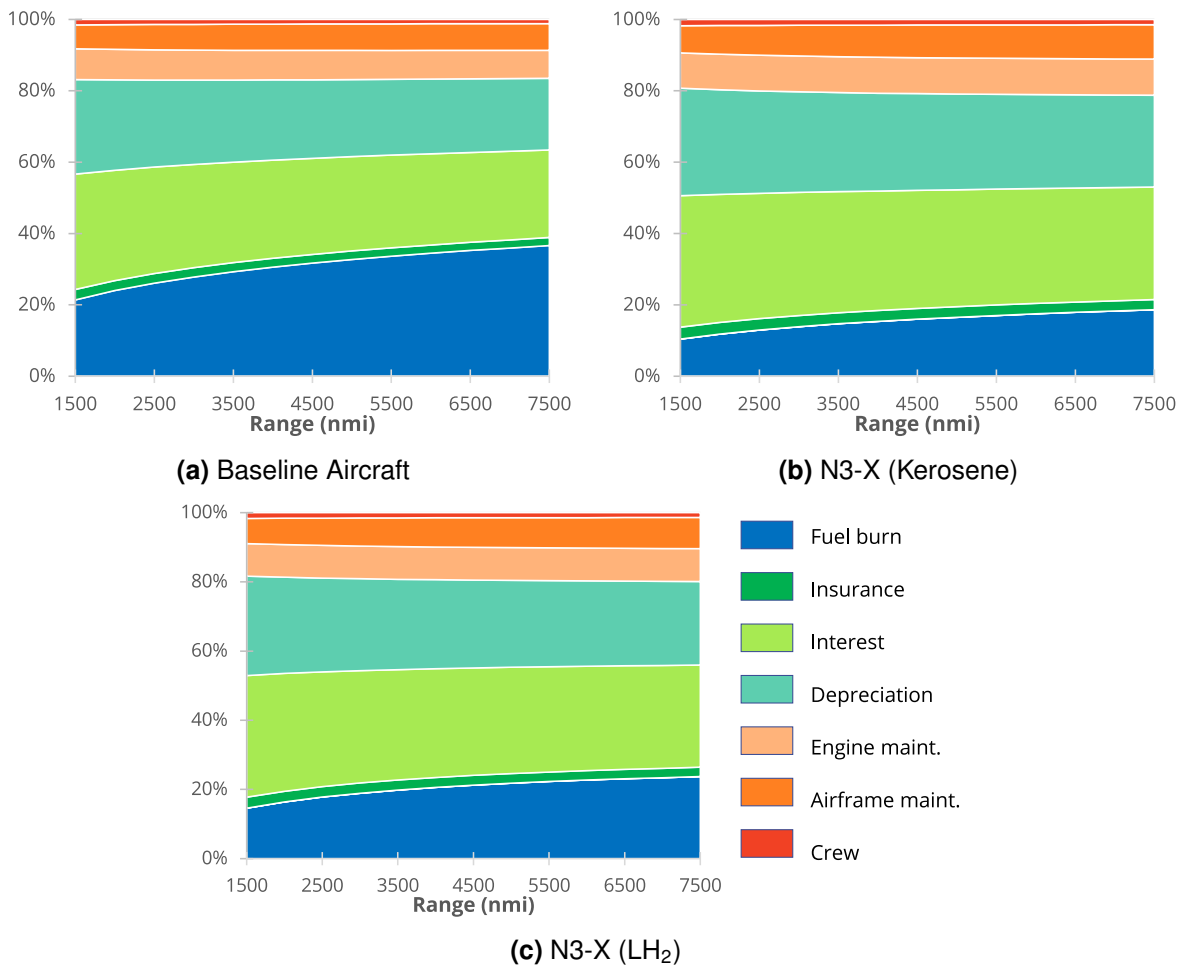 100%
80%
60%
40%
20%
0%
1500 2500 3500 4500 5500 6500 7500
Range (nmi)
(a) Baseline Aircraft
100%
80%
60%
40%
20%
0%
1500 2500 3500 4500 5500 6500 7500
Range (nmi)
(b) N3-X (Kerosene)
100%
80%
60%
40%
20%
0%
1500 2500 3500 4500 5500 6500 7500
Range (nmi)
(c) N3-X (LH₂)
Fuel burn
Insurance
Interest
Depreciation
Engine maint.
Airframe maint.
Crew